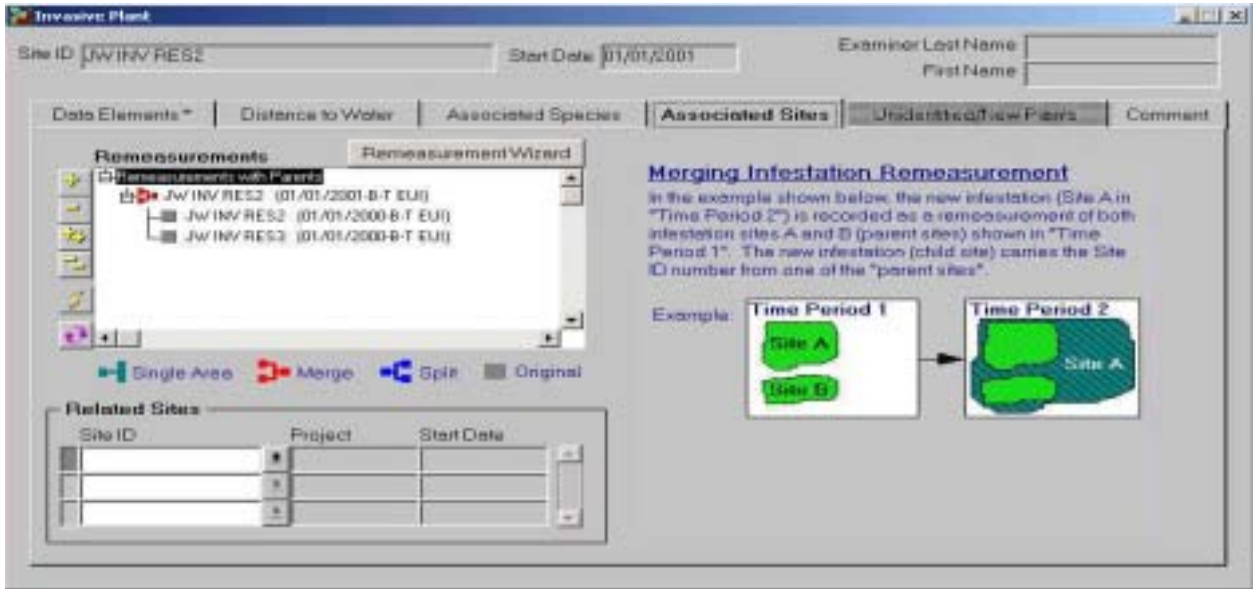 Invasive Plant
Site ID JW INV RES2 Start Date 01/01/2001 Examiner Last Name
First Name
Data Elements * Distance to Water Associated Species Associated Sites Unidentified/New Plants Comment
Remeasurements Remeasurement Wizard
Remeasurements with Parents
JW INV RES2 (01/01/2001-B-T EUI)
JW INV RES2 (01/01/2000-B-T EUI)
JW INV RES3 (01/01/2000-B-T EUI)
Single Area Merge Split Original
Related Sites
Site ID Project Start Date
Merging Infestation Remeasurement
In the example shown below, the new infestation (Site A in
"Time Period 2") is recorded as a remeasurement of both
infestation sites A and B (parent sites) shown in "Time
Period 1". The new infestation (child site) carries the Site
ID number from one of the "parent sites".
Example: Time Period 1 Time Period 2
Site A Site A
Site B